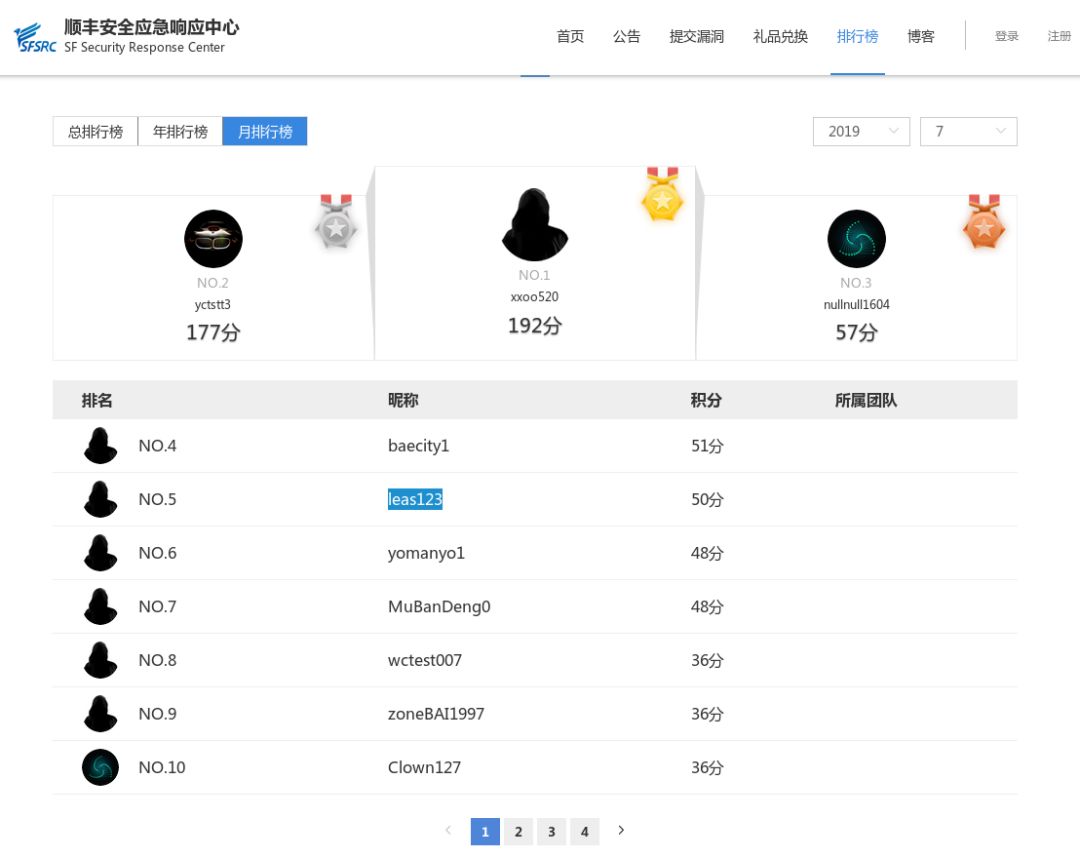 顺丰安全应急响应中心
SFSRC SF Security Response Center
首页 公告 提交漏洞 礼品兑换 排行榜 博客 登录 注册
总排行榜 年排行榜 月排行榜 2019 7
NO.2
yctstt3
177分
NO.1
xxoo520
192分
NO.3
nullnull1604
57分
排名 昵称 积分 所属团队
NO.4 baecity1 51分
NO.5 leas123 50分
NO.6 yomanyo1 48分
NO.7 MuBanDeng0 48分
NO.8 wctest007 36分
NO.9 zoneBAI1997 36分
NO.10 Clown127 36分
1 2 3 4